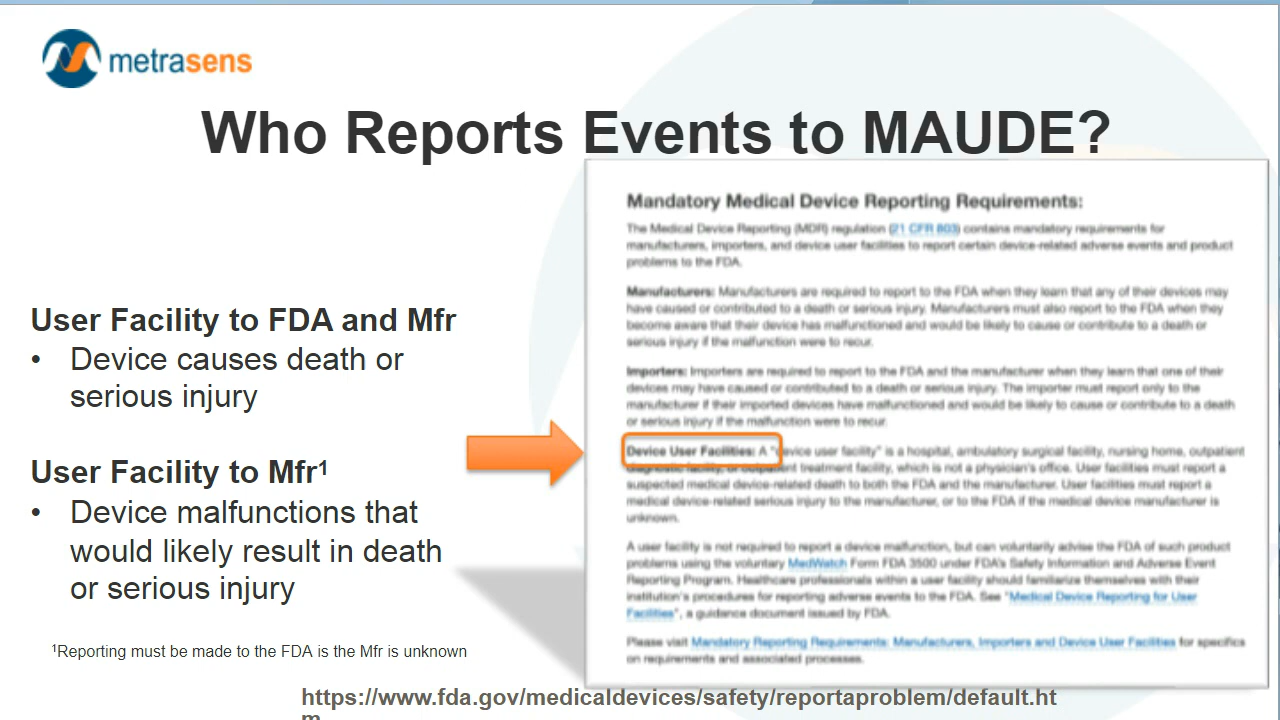 metrasens
Who Reports Events to MAUDE?
User Facility to FDA and Mfr
• Device causes death or
serious injury
User Facility to Mfr¹
• Device malfunctions that
would likely result in death
or serious injury
¹Reporting must be made to the FDA is the Mfr is unknown
Mandatory Medical Device Reporting Requirements:
The Medical Device Reporting (MDR) regulation (21 CFR 803) contains mandatory requirements for
manufacturers, importers, and device user facilities to report certain device-related adverse events and product
problems to the FDA.
Manufacturers: Manufacturers are required to report to the FDA when they learn that any of their devices may
have caused or contributed to a death or serious injury. Manufacturers must also report to the FDA when they
become aware that their device has malfunctioned and would be likely to cause or contribute to a death or
serious injury if the malfunction were to recur.
Importers: Importers are required to report to the FDA and the manufacturer when they learn that one of their
devices may have caused or contributed to a death or serious injury. The importer must report only to the
manufacturer if their imported devices have malfunctioned and would be likely to cause or contribute to a death
or serious injury if the malfunction were to recur.
Device User Facilities: A "device user facility" is a hospital, ambulatory surgical facility, nursing home, outpatient
diagnostic facility, or outpatient treatment facility, which is not a physician's office. User facilities must report a
suspected medical device-related death to both the FDA and the manufacturer. User facilities must report a
medical device-related serious injury to the manufacturer, or to the FDA if the medical device manufacturer is
unknown.
A user facility is not required to report a device malfunction, but can voluntarily advise the FDA of such product
problems using the voluntary MedWatch Form FDA 3500 under FDA's Safety Information and Adverse Event
Reporting Program. Healthcare professionals within a user facility should familiarize themselves with their
institution's procedures for reporting adverse events to the FDA. See "Medical Device Reporting for User
Facilities", a guidance document issued by FDA.
Please visit Mandatory Reporting Requirements: Manufacturers, Importers and Device User Facilities for specifics
on requirements and associated processes.
https://www.fda.gov/medicaldevices/safety/reportaproblem/default.ht
m